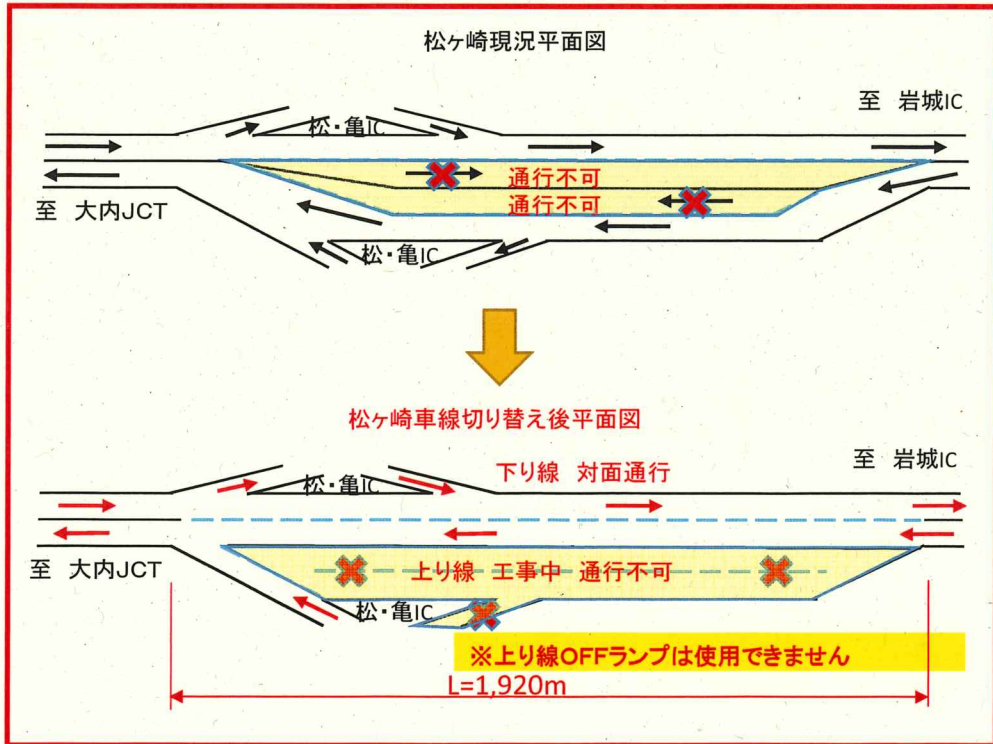 松ヶ崎現況平面図
至 岩城IC
松・亀IC
通行不可
通行不可
至 大内JCT
松・亀IC
松ヶ崎車線切り替え後平面図
下り線 対面通行
至 岩城IC
松・亀IC
至 大内JCT
上り線 工事中 通行不可
松・亀IC
※上り線OFFランプは使用できません
L=1,920m